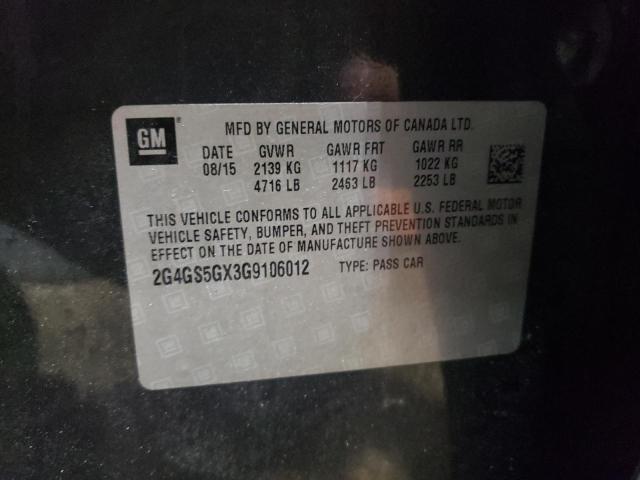 GM
MFD BY GENERAL MOTORS OF CANADA LTD.
DATE GVWR GAWR FRT GAWR RR
08/15 2139 KG 1117 KG 1022 KG
4716 LB 2463 LB 2253 LB
THIS VEHICLE CONFORMS TO ALL APPLICABLE U.S. FEDERAL MOTOR
VEHICLE SAFETY, BUMPER, AND THEFT PREVENTION STANDARDS IN
EFFECT ON THE DATE OF MANUFACTURE SHOWN ABOVE.
2G4GS5GX3G9106012 TYPE: PASS CAR